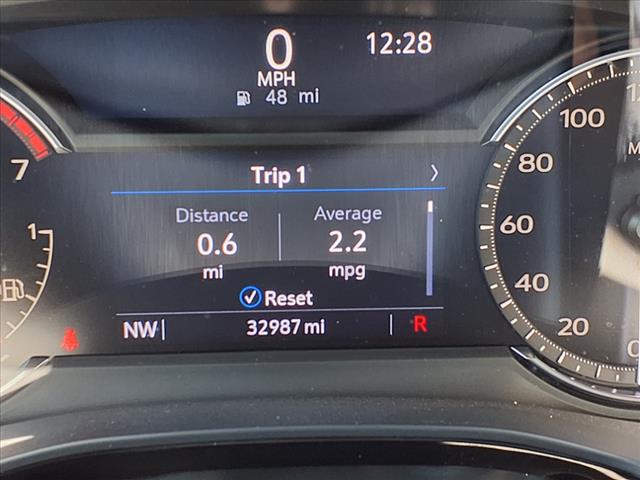 0 12:28
MPH
48 mi
Trip 1 >
Distance Average
0.6 2.2
mi mpg
Reset
NW 32987 mi R
7
1
100
80
60
40
20
0
M